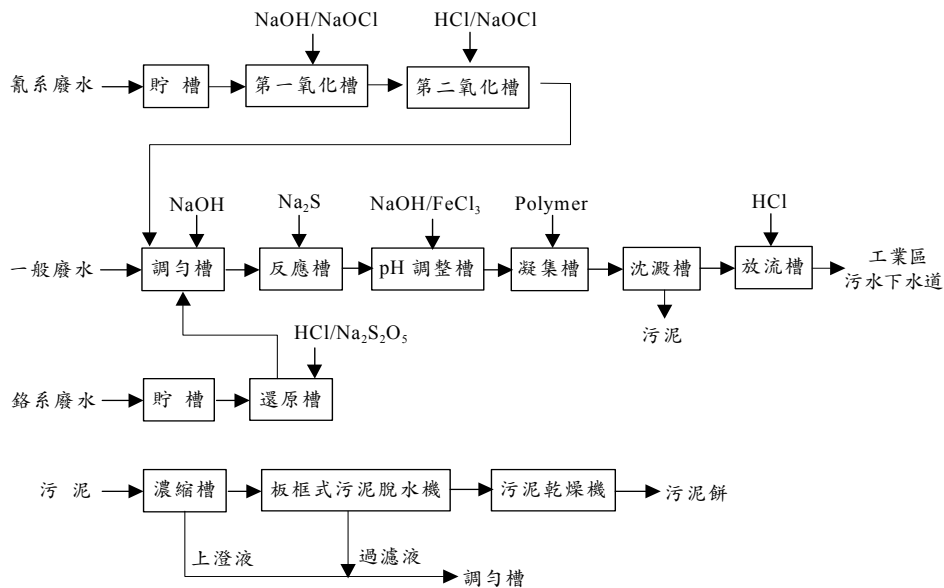 NaOH/NaOCl
HCl/NaOCl
氰系廢水
貯 槽
第一氧化槽
第二氧化槽
NaOH
Na₂S
NaOH/FeCl₃
Polymer
HCl
一般廢水
調勻槽
反應槽
pH 調整槽
凝集槽
沈澱槽
放流槽
工業區
污水下水道
污泥
HCl/Na₂S₂O₅
鉻系廢水
貯 槽
還原槽
污 泥
濃縮槽
板框式污泥脫水機
污泥乾燥機
污泥餅
上澄液
過濾液
調勻槽